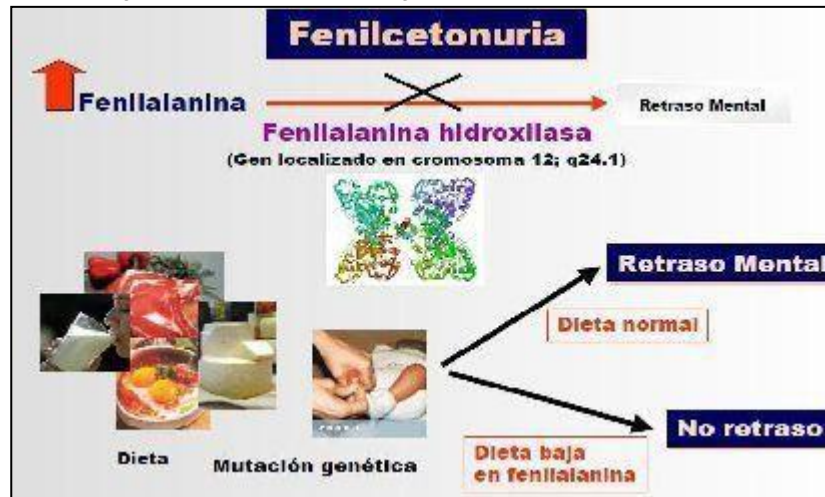 Fenilcetonuria
Fenilalanina
Retraso Mental
Fenilalanina hidroxilasa
(Gen localizado en cromosoma 12; q24.1)
Retraso Mental
Dieta normal
No retraso
Dieta baja
en fenilalanina
Dieta
Mutación genética